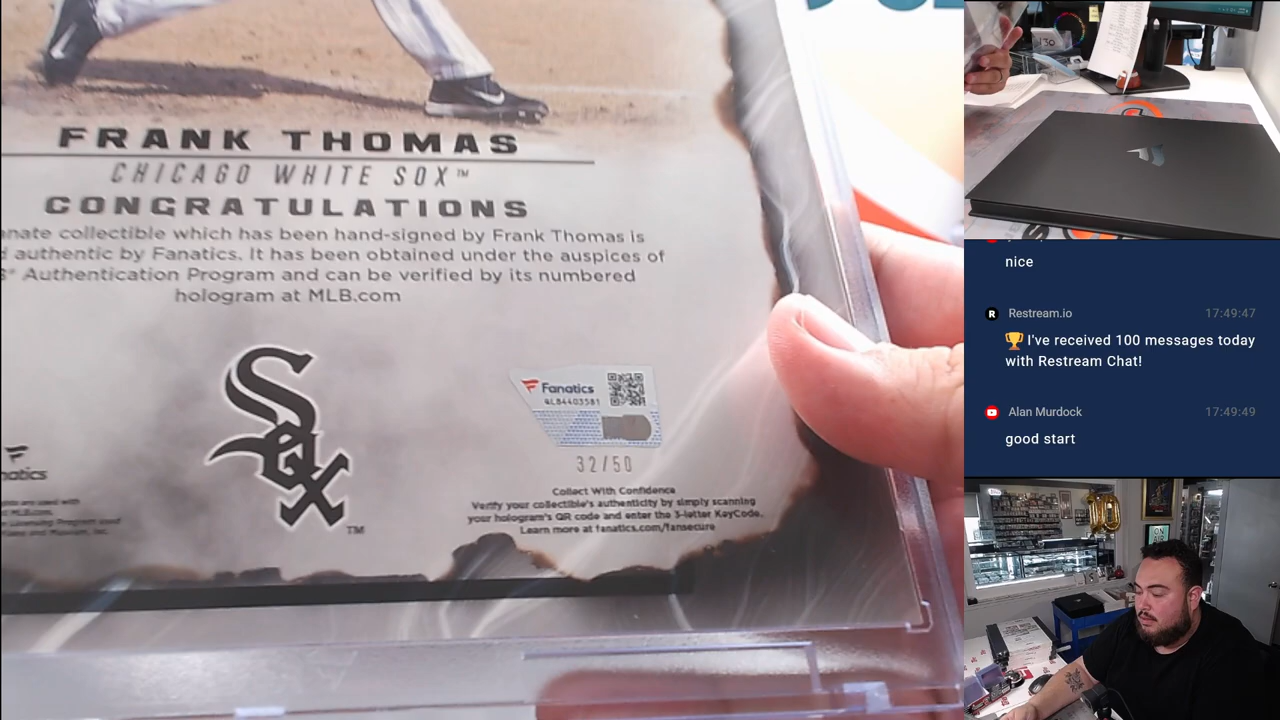 FRANK THOMAS
CHICAGO WHITE SOX™
CONGRATULATIONS
nate collectible which has been hand-signed by Frank Thomas is
authentic by Fanatics. It has been obtained under the auspices of
Authentication Program and can be verified by its numbered
hologram at MLB.com
Sox
TM
Fanatics
32/50
natics
Collect With Confidence
Verify your collectible's authenticity by simply scanning
your hologram's QR code and enter the 3-letter KeyCode.
Learn more at fanatics.com/fansecure
nice
R Restream.io 17:49:47
🏆 I've received 100 messages today
with Restream Chat!
Alan Murdock 17:49:49
good start
10